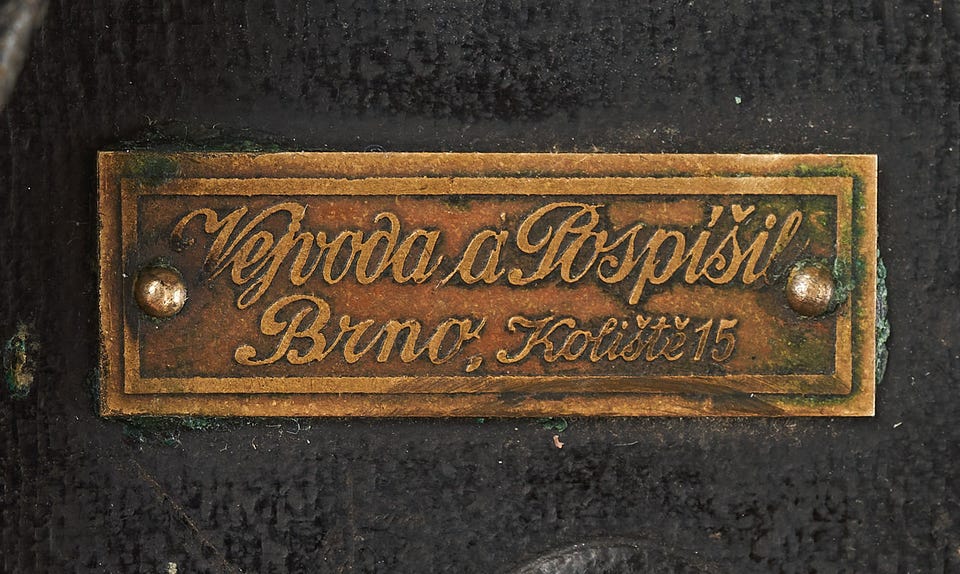 Vejvoda a Pospíšil
Brno, Koliště 15